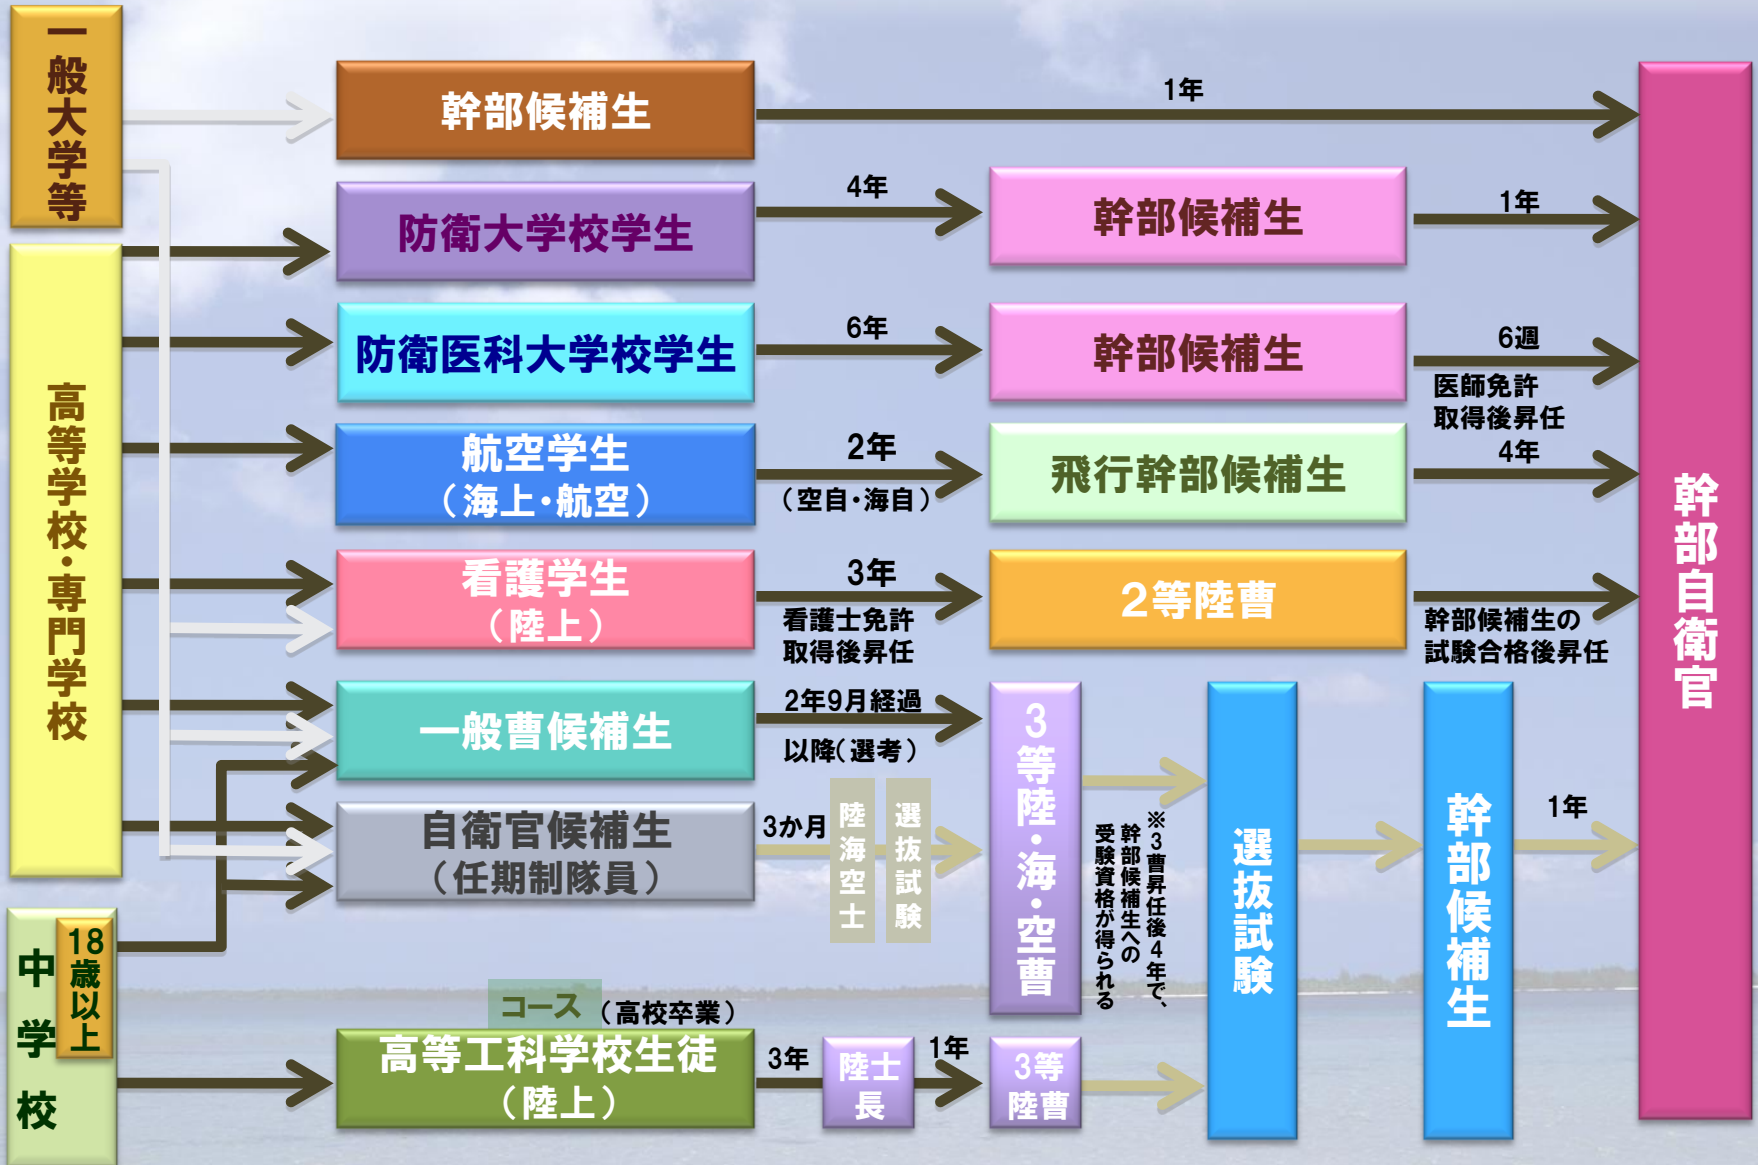 一般大学等
高等学校・専門学校
中学校
18歳以上
幹部候補生
1年
防衛大学校学生
4年
幹部候補生
1年
防衛医科大学校学生
6年
幹部候補生
6週
医師免許
取得後昇任
航空学生
（海上・航空）
2年
（空自・海自）
飛行幹部候補生
4年
看護学生
（陸上）
3年
看護士免許
取得後昇任
2等陸曹
幹部候補生の
試験合格後昇任
一般曹候補生
2年9月経過
以降（選考）
自衛官候補生
（任期制隊員）
3か月
陸海空士
選抜試験
3等陸・海・空曹
※3曹昇任後4年で、
幹部候補生への
受験資格が得られる
選抜試験
幹部候補生
1年
コース
（高校卒業）
高等工科学校生徒
（陸上）
3年
陸士
長
1年
3等
陸曹
幹部自衛官